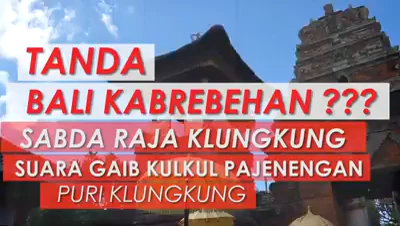 TANDA
BALI KABREBEHAN ???
SABDA RAJA KLUNGKUNG
SUARA GAIB KULKUL PAJENENGAN
PURI KLUNGKUNG